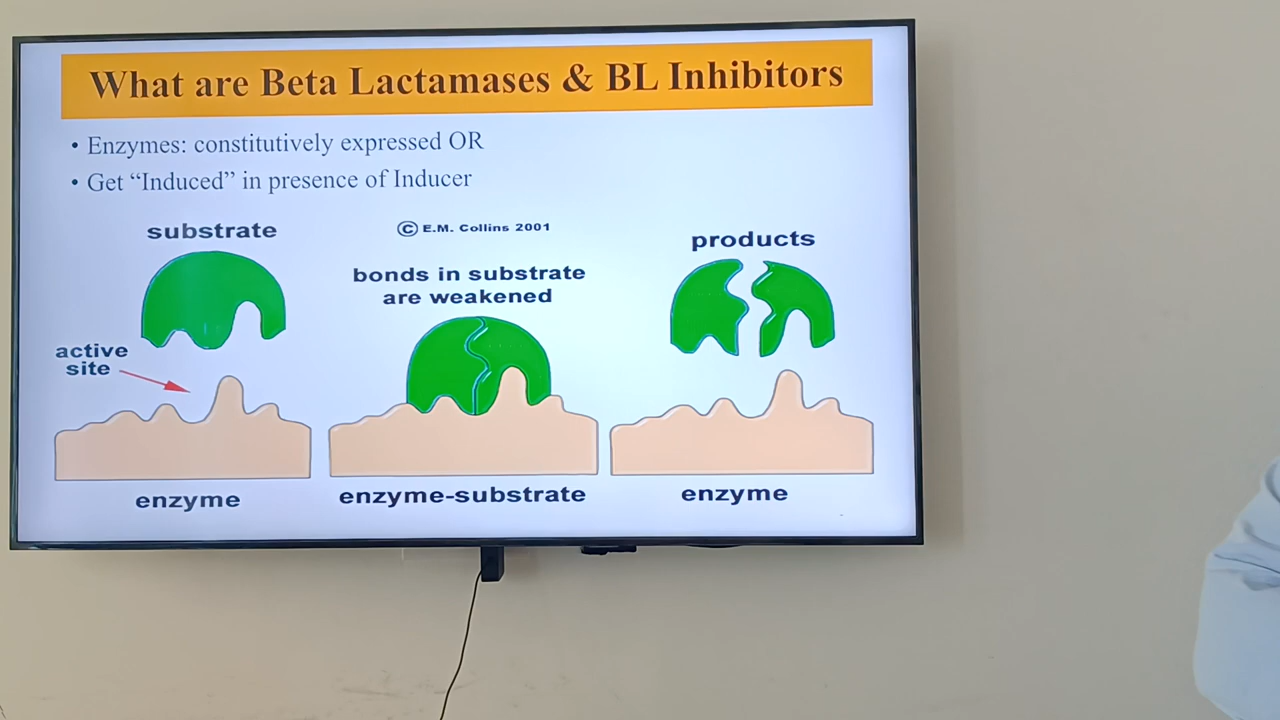 What are Beta Lactamases & BL Inhibitors
• Enzymes: constitutively expressed OR
• Get “Induced” in presence of Inducer
substrate
© E.M. Collins 2001
products
bonds in substrate
are weakened
active
site
enzyme
enzyme-substrate
enzyme